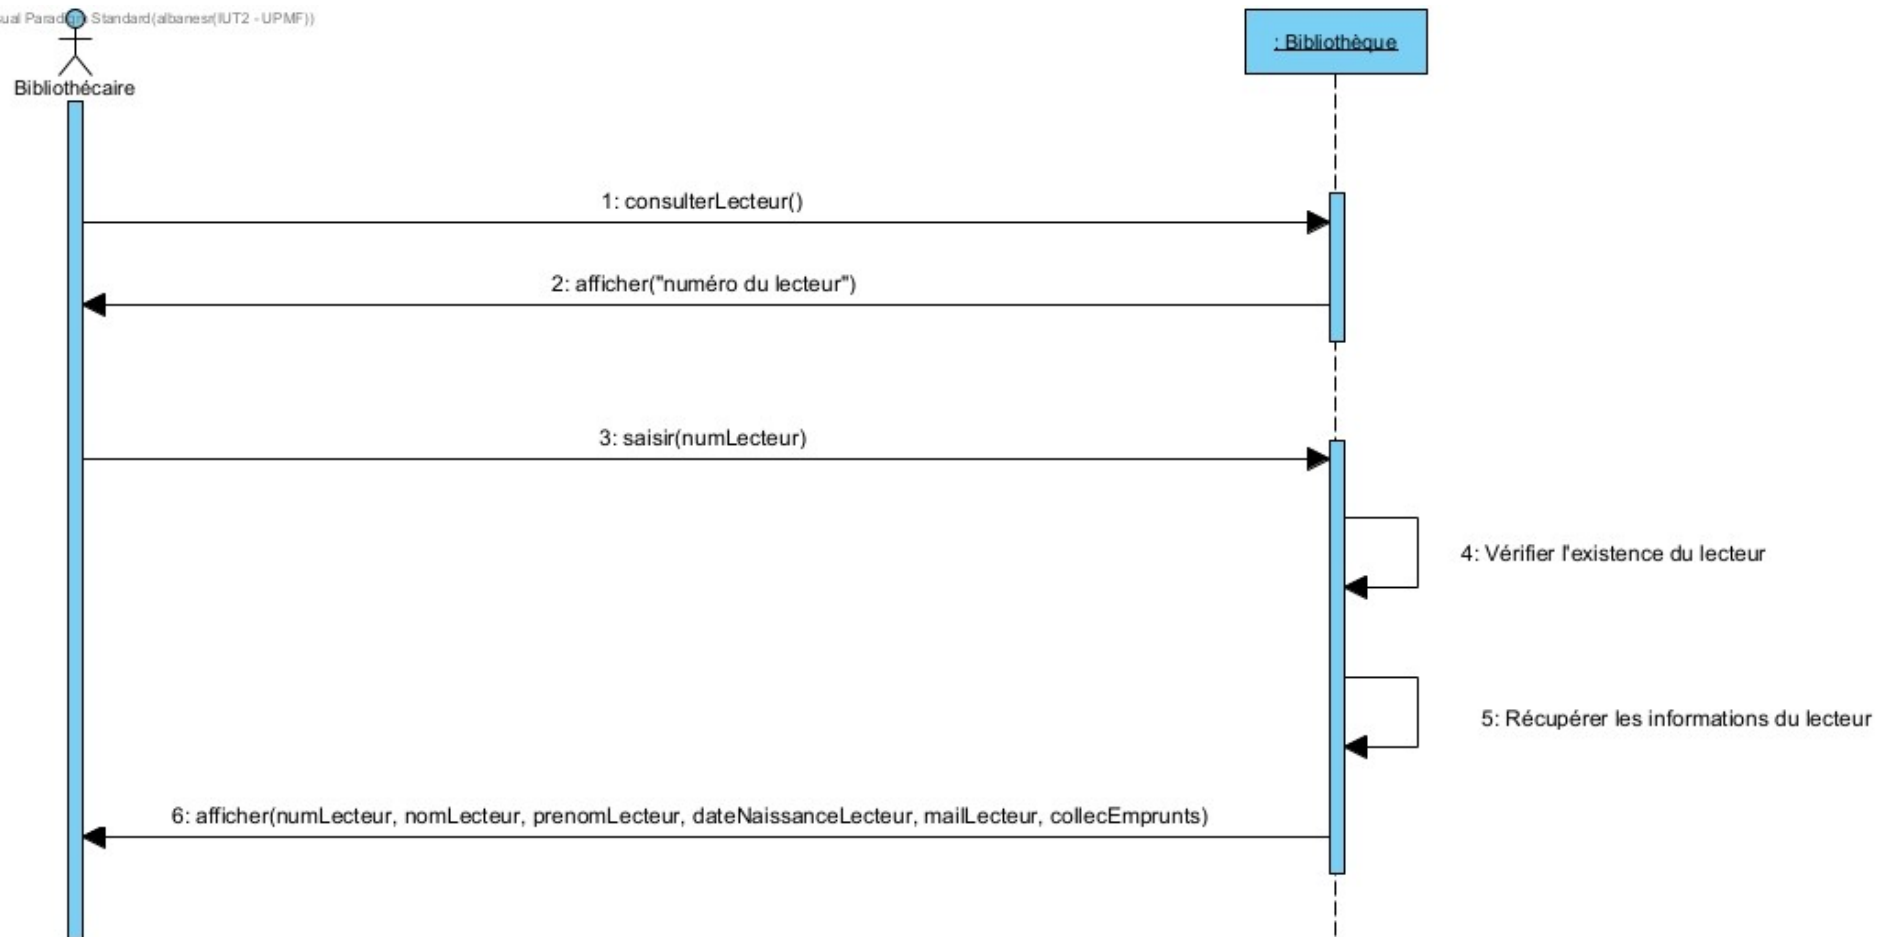 Standard(albanesr(IUT2 - UPMF))
: Bibliothèque
Bibliothécaire
1: consulterLecteur()
2: afficher("numéro du lecteur")
3: saisir(numLecteur)
4: Vérifier l'existence du lecteur
5: Récupérer les informations du lecteur
6: afficher(numLecteur, nomLecteur, prenomLecteur, dateNaissanceLecteur, mailLecteur, collecEmprunts)